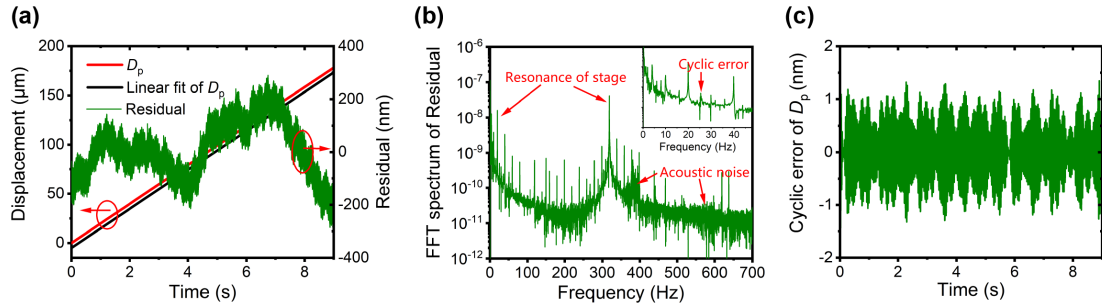 (a)
200
150
100
50
0
Displacement (μm)
D_p
Linear fit of D_p
Residual
400
200
0
-200
-400
Residual (nm)
0 2 4 6 8
Time (s)
(b)
10^-6
10^-7
10^-8
10^-9
10^-10
10^-11
10^-12
FFT spectrum of Residual
Resonance of stage
Cyclic error
0 10 20 30 40
Frequency (Hz)
Acoustic noise
0 100 200 300 400 500 600 700
Frequency (Hz)
(c)
2
1
0
-1
-2
Cyclic error of D_p (nm)
0 2 4 6 8
Time (s)